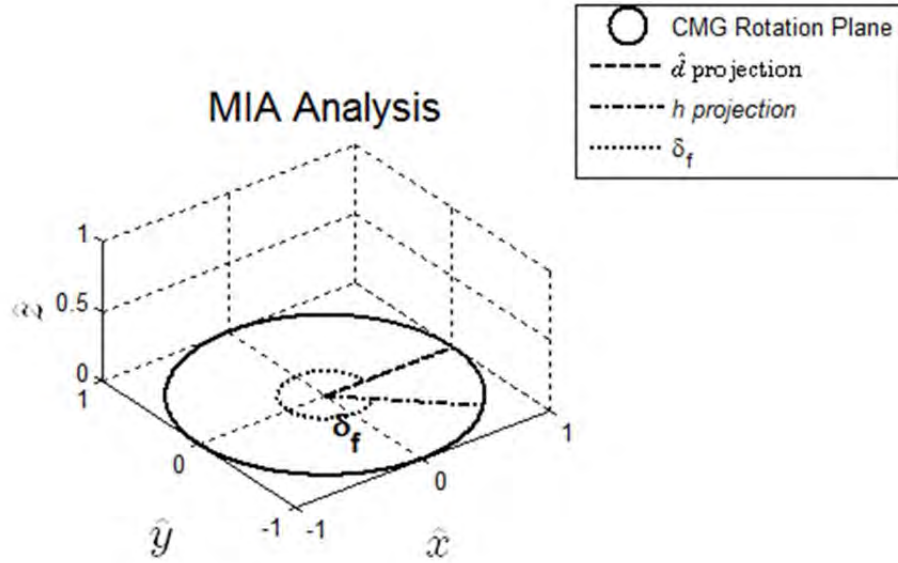 CMG Rotation Plane
d̂ projection
h projection
δf
MIA Analysis
1
0.5
0
ẑ
1
0
-1
ŷ
-1
0
1
x̂
δf